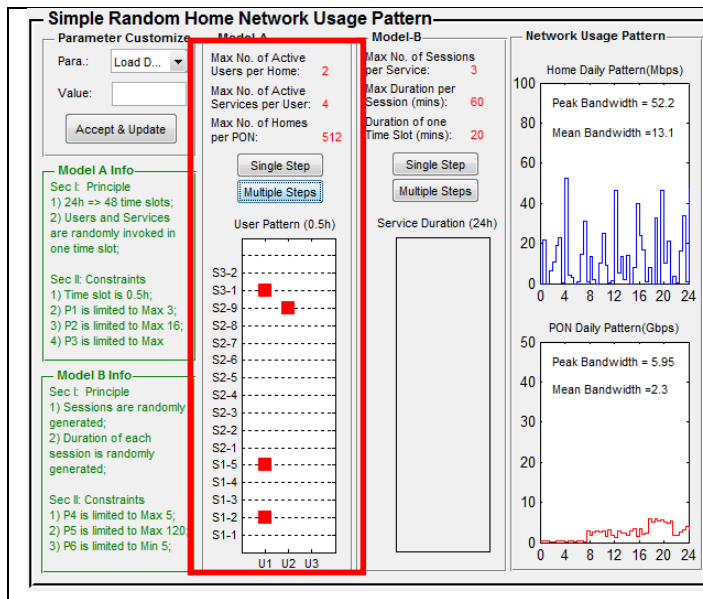 Simple Random Home Network Usage Pattern
Parameter Customize
Para.: Load D...
Value:
Accept & Update
Model A Info
Sec I: Principle
1) 24h => 48 time slots;
2) Users and Services
are randomly invoked in
one time slot;
Sec II: Constraints
1) Time slot is 0.5h;
2) P1 is limited to Max 3;
3) P2 is limited to Max 16;
4) P3 is limited to Max
Model B Info
Sec I: Principle
1) Sessions are randomly
generated;
2) Duration of each
session is randomly
generated;
Sec II: Constraints
1) P4 is limited to Max 5;
2) P5 is limited to Max 120;
3) P6 is limited to Min 5;
Model-A
Max No. of Active
Users per Home: 2
Max No. of Active
Services per User: 4
Max No. of Homes
per PON: 512
Single Step
Multiple Steps
User Pattern (0.5h)
S3-2
S3-1
S2-9
S2-8
S2-7
S2-6
S2-5
S2-4
S2-3
S2-2
S2-1
S1-5
S1-4
S1-3
S1-2
S1-1
U1 U2 U3
Model-B
Max No. of Sessions
per Service: 3
Max Duration per
Session (mins): 60
Duration of one
Time Slot (mins): 20
Single Step
Multiple Steps
Service Duration (24h)
Network Usage Pattern
Home Daily Pattern(Mbps)
100
80
60
40
20
0
Peak Bandwidth = 52.2
Mean Bandwidth =13.1
0 4 8 12 16 20 24
PON Daily Pattern(Gbps)
50
40
30
20
10
0
Peak Bandwidth = 5.95
Mean Bandwidth =2.3
0 4 8 12 16 20 24